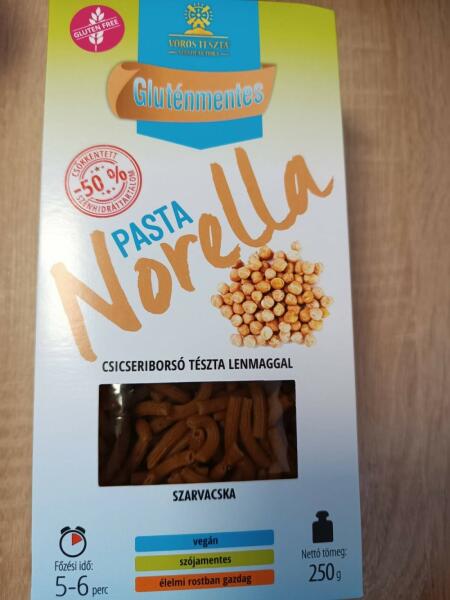 GLUTEN FREE
VÖRÖS TÉSZTA
Gluténmentes
CSÖKKENTETT
-50 %
SZÉNHIDRÁTTARTALOM
PASTA
Norella
CSICSERIBORSÓ TÉSZTA LENMAGGAL
SZARVACSKA
Főzési idő:
5-6 perc
vegán
szójamentes
élelmi rostban gazdag
Nettó tömeg:
250 g